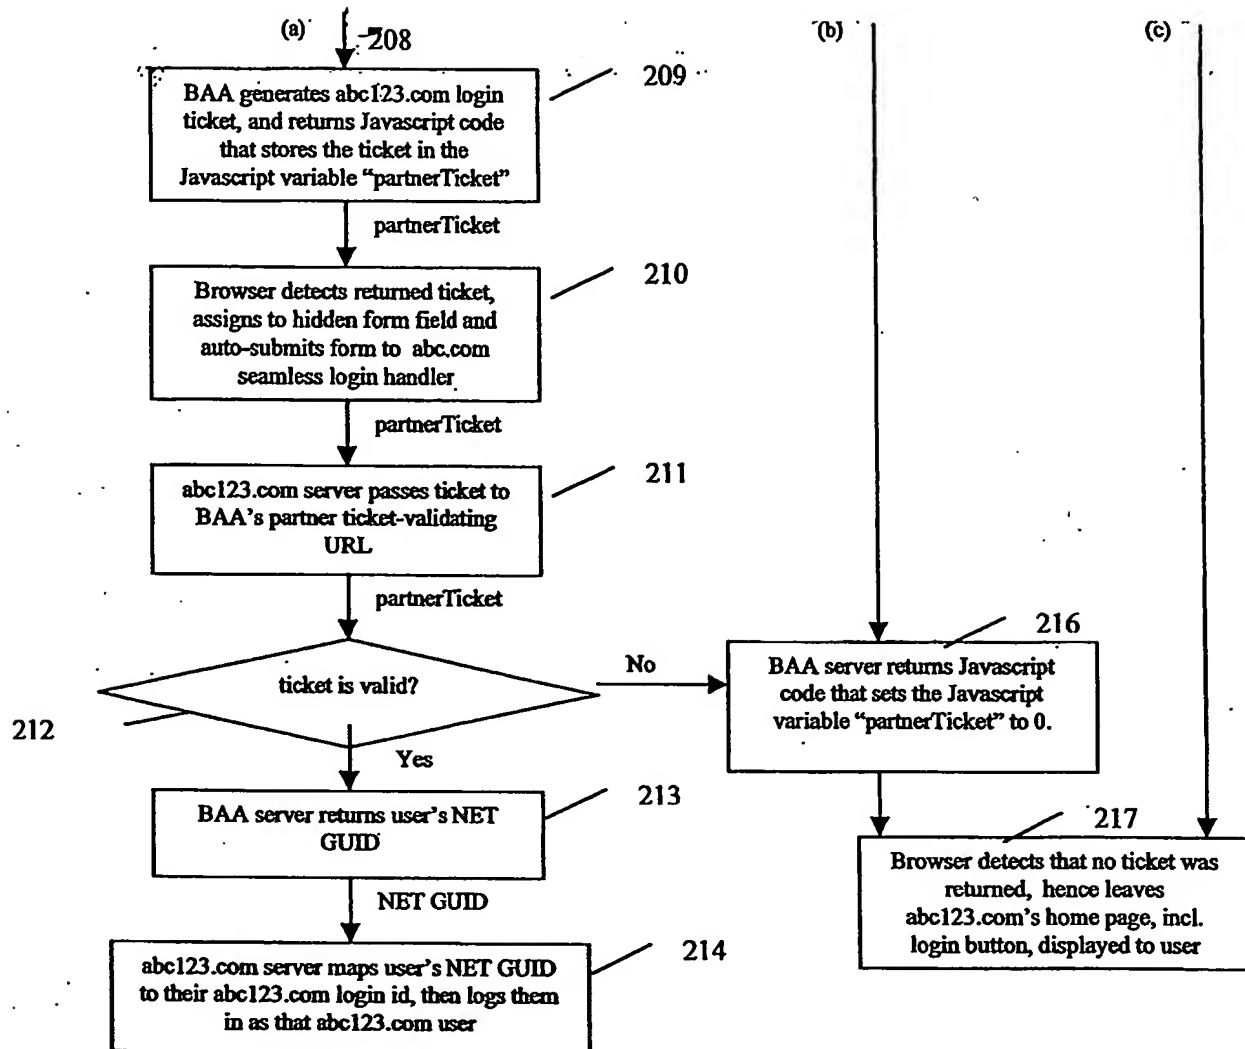 (a)
208
(b)
(c)
209
BAA generates abc123.com login
ticket, and returns Javascript code
that stores the ticket in the
Javascript variable “partnerTicket”
partnerTicket
210
Browser detects returned ticket,
assigns to hidden form field and
auto-submits form to abc.com
seamless login handler
partnerTicket
211
abc123.com server passes ticket to
BAA’s partner ticket-validating
URL
partnerTicket
ticket is valid?
212
No
Yes
216
BAA server returns Javascript
code that sets the Javascript
variable “partnerTicket” to 0.
213
BAA server returns user’s NET
GUID
NET GUID
217
Browser detects that no ticket was
returned, hence leaves
abc123.com’s home page, incl.
login button, displayed to user
214
abc123.com server maps user’s NET GUID
to their abc123.com login id, then logs them
in as that abc123.com user